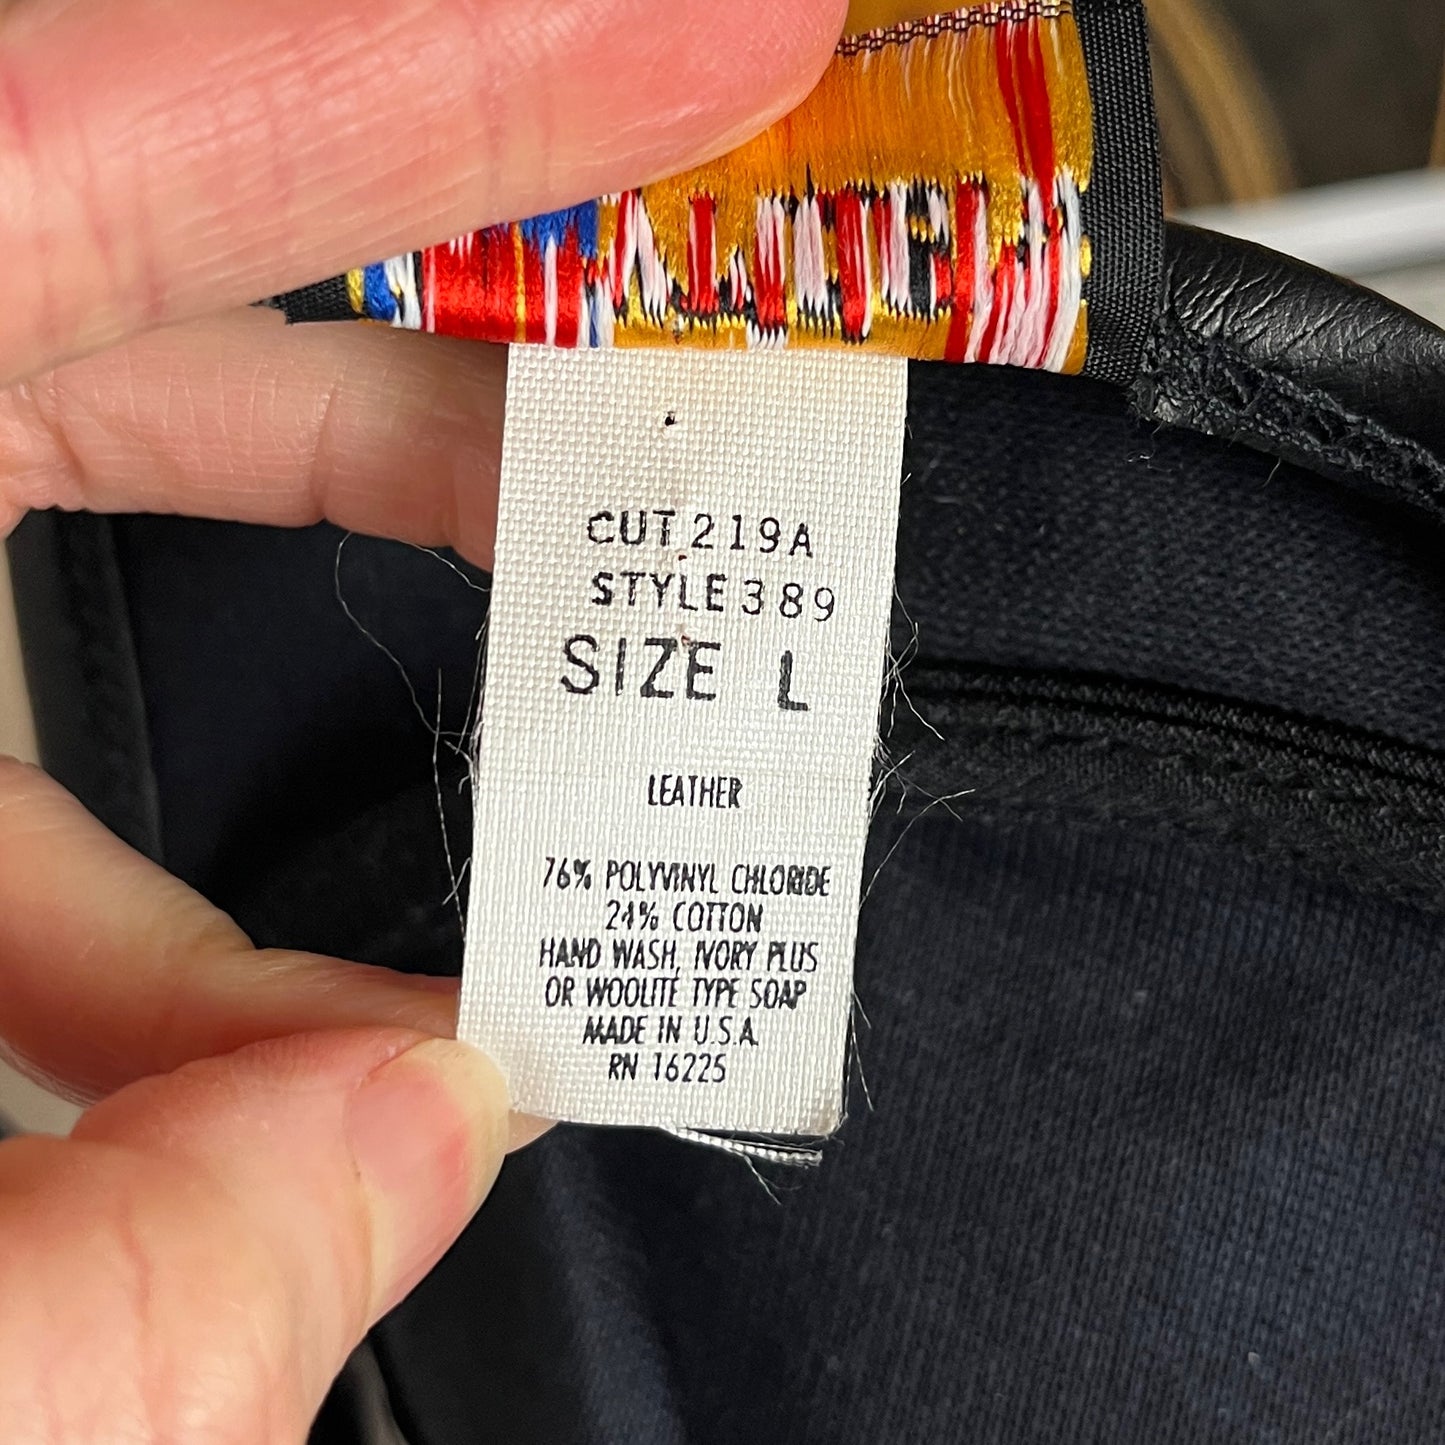 CUT 219A
STYLE 389
SIZE L
LEATHER
76% POLYVINYL CHLORIDE
24% COTTON
HAND WASH, IVORY PLUS
OR WOOLITE TYPE SOAP
MADE IN U.S.A.
RN 16225